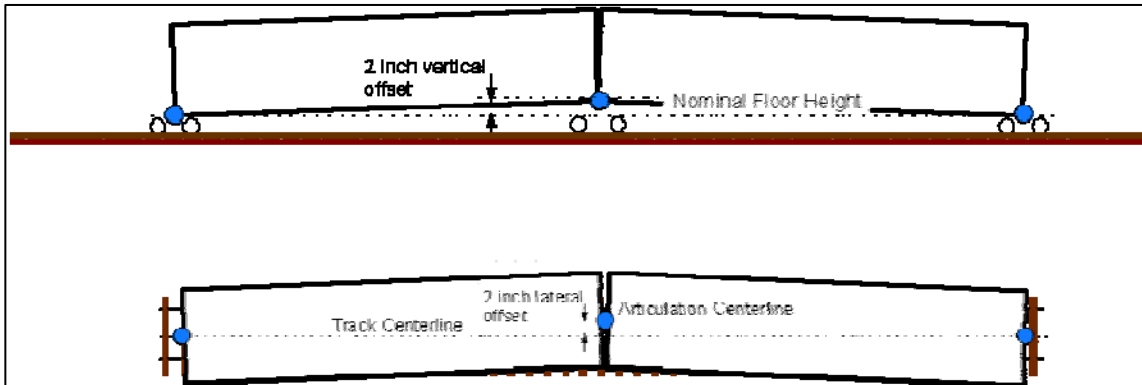 2 inch vertical
offset
Nominal Floor Height
2 inch lateral
offset
Articulation Centerline
Track Centerline